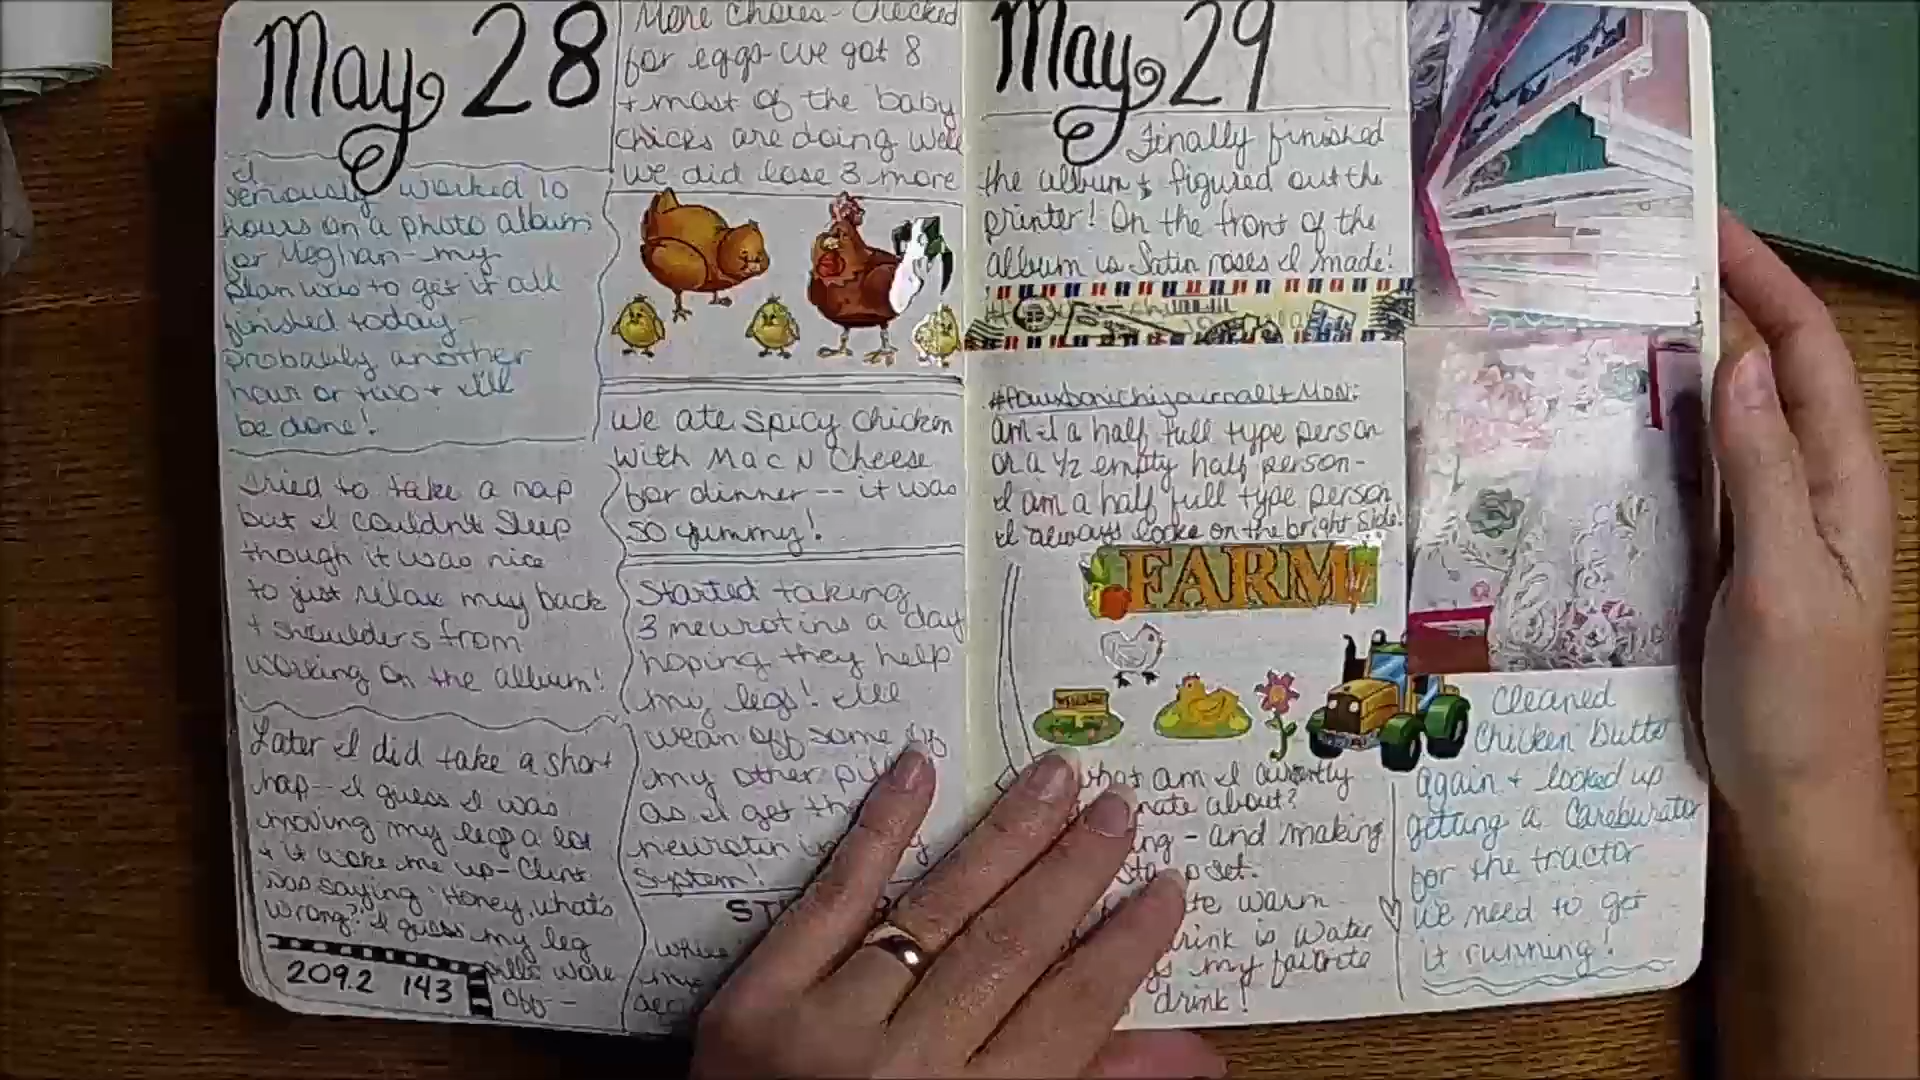 May 28
I
seriously worked 10
hours on a photo album
for Meghan - my
plan was to get it all
finished today -
probably another
hour or two + I'll
be done!
Tried to take a nap
but I couldn't sleep
though it was nice
to just relax my back
+ shoulders from
working on the album!
Later I did take a short
nap - I guess I was
moving my legs a lot
+ it woke me up - Clint
was saying "Honey, what's
wrong?" I guess my leg
pills wore
off -
209.2 143
More Chores - Checked
for eggs - we got 8
+ most of the baby
chicks are doing well
we did lose 3 more
We ate Spicy chicken
with Mac N Cheese
for dinner -- it was
so yummy!
Started taking
3 neurotins a day
hoping they help
my legs! I'll
wean off some of
my other
as I get the
neurotin
system!
May 29
Finally finished
the album & figured out the
printer! On the front of the
album is Satin roses I made!
am I a half full type person
or a 1/2 empty half person -
I am a half full type person
I always looke on the bright side!
FARM
what am I currently
about?
- and making
set.
warm
drink is water
my favorite
drink!
Cleaned
Chicken butts
again + looked up
getting a Careburator
for the tractor
we need to get
it running!